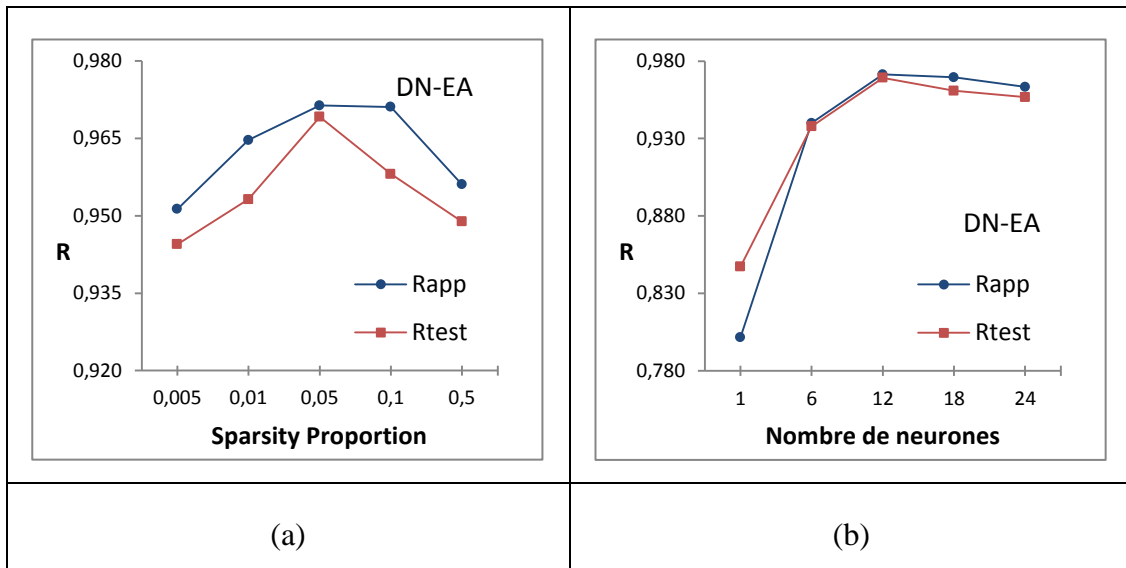 DN-EA
0,980
0,965
0,950
0,935
0,920
R
Rapp
Rtest
0,005 0,01 0,05 0,1 0,5
Sparsity Proportion
(a)
0,980
0,930
0,880
0,830
0,780
R
DN-EA
Rapp
Rtest
1 6 12 18 24
Nombre de neurones
(b)